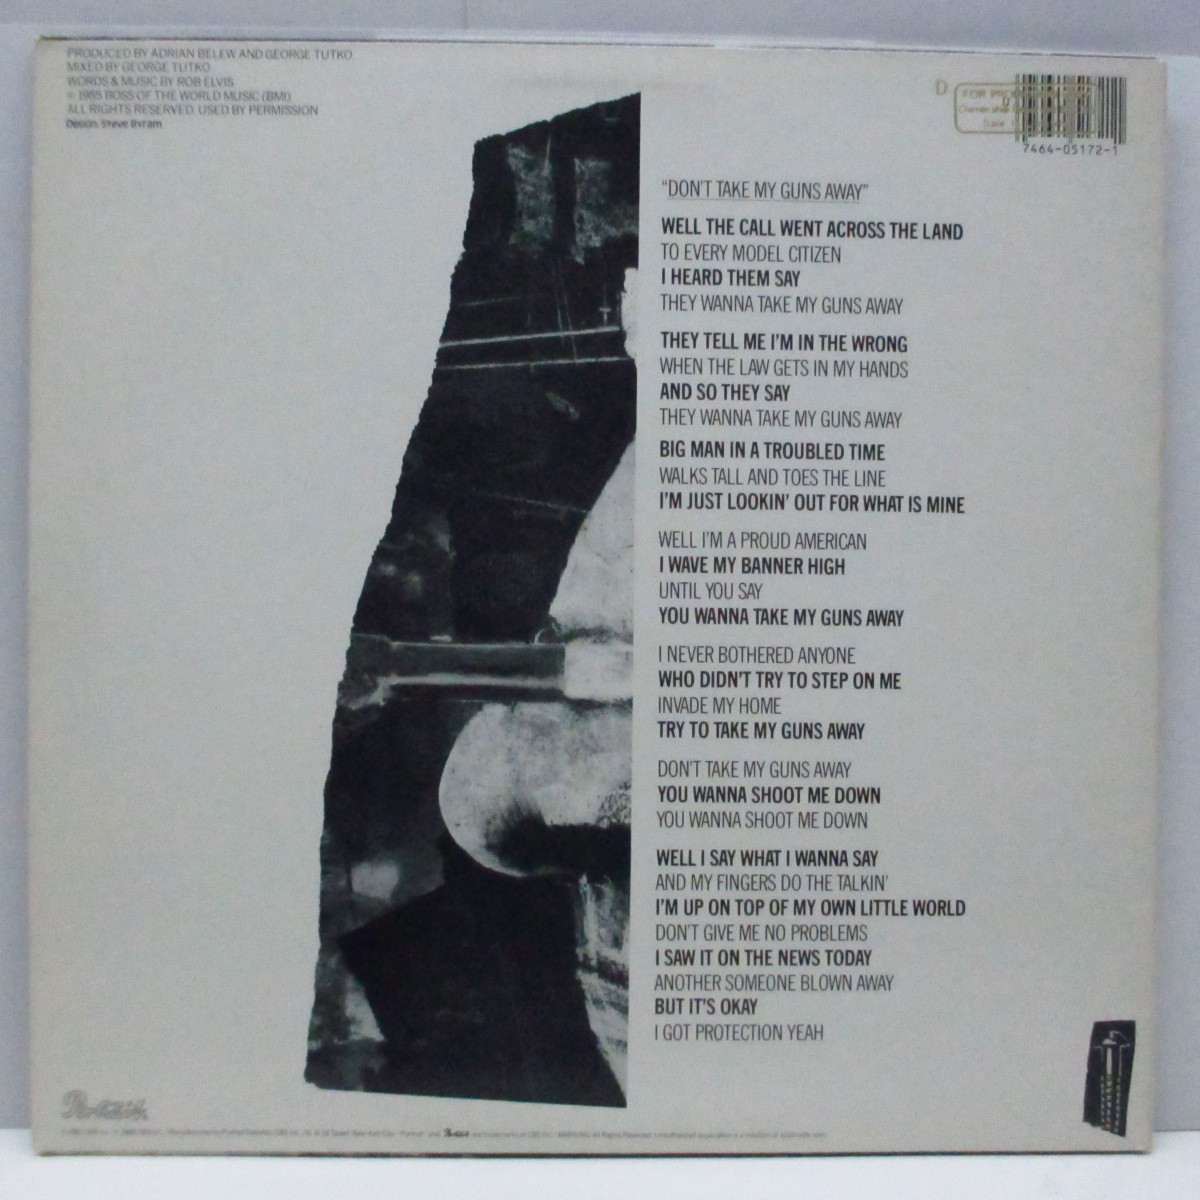 PRODUCED BY ADRIAN BELEW AND GEORGE TUTKO
MIXED BY GEORGE TUTKO
WORDS & MUSIC BY ROB ELVIS
© 1985 BOSS OF THE WORLD MUSIC (BMI)
ALL RIGHTS RESERVED. USED BY PERMISSION
Design: Steve Byram
D
FOR
Sale
7464-05172-1
"DON'T TAKE MY GUNS AWAY"
WELL THE CALL WENT ACROSS THE LAND
TO EVERY MODEL CITIZEN
I HEARD THEM SAY
THEY WANNA TAKE MY GUNS AWAY
THEY TELL ME I'M IN THE WRONG
WHEN THE LAW GETS IN MY HANDS
AND SO THEY SAY
THEY WANNA TAKE MY GUNS AWAY
BIG MAN IN A TROUBLED TIME
WALKS TALL AND TOES THE LINE
I'M JUST LOOKIN' OUT FOR WHAT IS MINE
WELL I'M A PROUD AMERICAN
I WAVE MY BANNER HIGH
UNTIL YOU SAY
YOU WANNA TAKE MY GUNS AWAY
I NEVER BOTHERED ANYONE
WHO DIDN'T TRY TO STEP ON ME
INVADE MY HOME
TRY TO TAKE MY GUNS AWAY
DON'T TAKE MY GUNS AWAY
YOU WANNA SHOOT ME DOWN
YOU WANNA SHOOT ME DOWN
WELL I SAY WHAT I WANNA SAY
AND MY FINGERS DO THE TALKIN'
I'M UP ON TOP OF MY OWN LITTLE WORLD
DON'T GIVE ME NO PROBLEMS
I SAW IT ON THE NEWS TODAY
ANOTHER SOMEONE BLOWN AWAY
BUT IT'S OKAY
I GOT PROTECTION YEAH